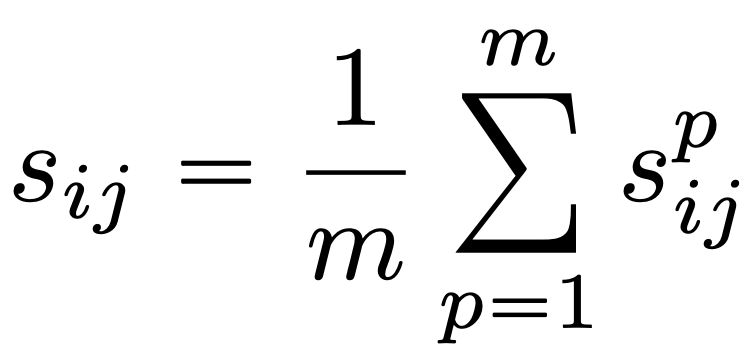 s_{ij} = \frac{1}{m} \sum_{p=1}^{m} s_{ij}^{p}